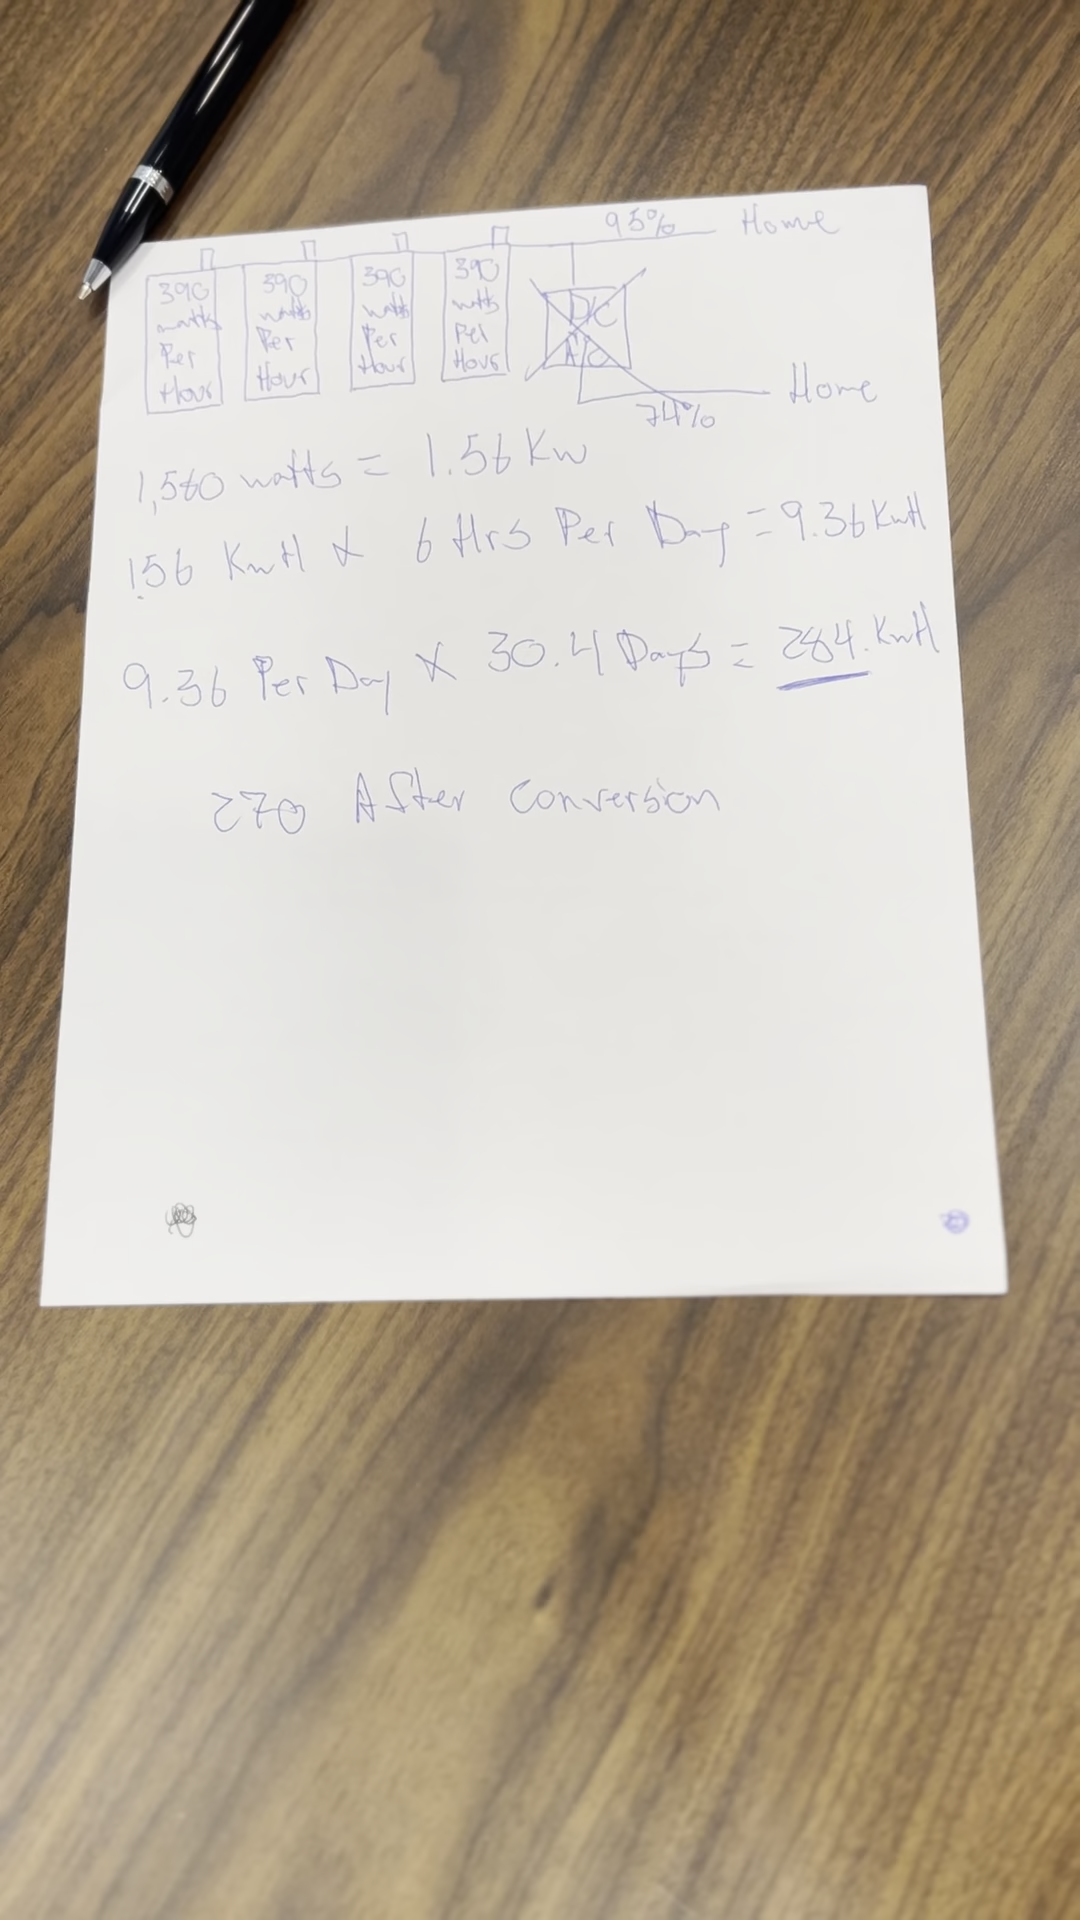 95% Home
390 watts Per Hour
390 watts Per Hour
390 watts Per Hour
390 watts Per Hour
D/C A/C
74% Home
1,560 watts = 1.56 Kw
1.56 KwH x 6 Hrs Per Day = 9.36 KwH
9.36 Per Day x 30.4 Days = 284. KwH
270 After Conversion